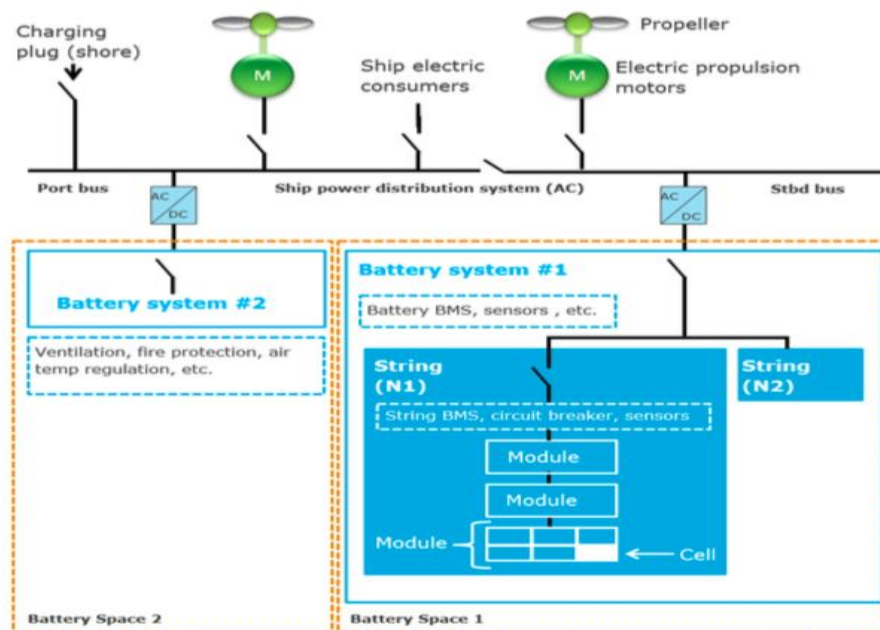 Charging
plug (shore)
M
Ship electric
consumers
Propeller
M
Electric propulsion
motors
Port bus
Ship power distribution system (AC)
Stbd bus
AC
DC
AC
DC
Battery system #2
Ventilation, fire protection, air
temp regulation, etc.
Battery Space 2
Battery system #1
Battery BMS, sensors , etc.
String
(N1)
String
(N2)
String BMS, circuit breaker, sensors
Module
Module
Module
Cell
Battery Space 1